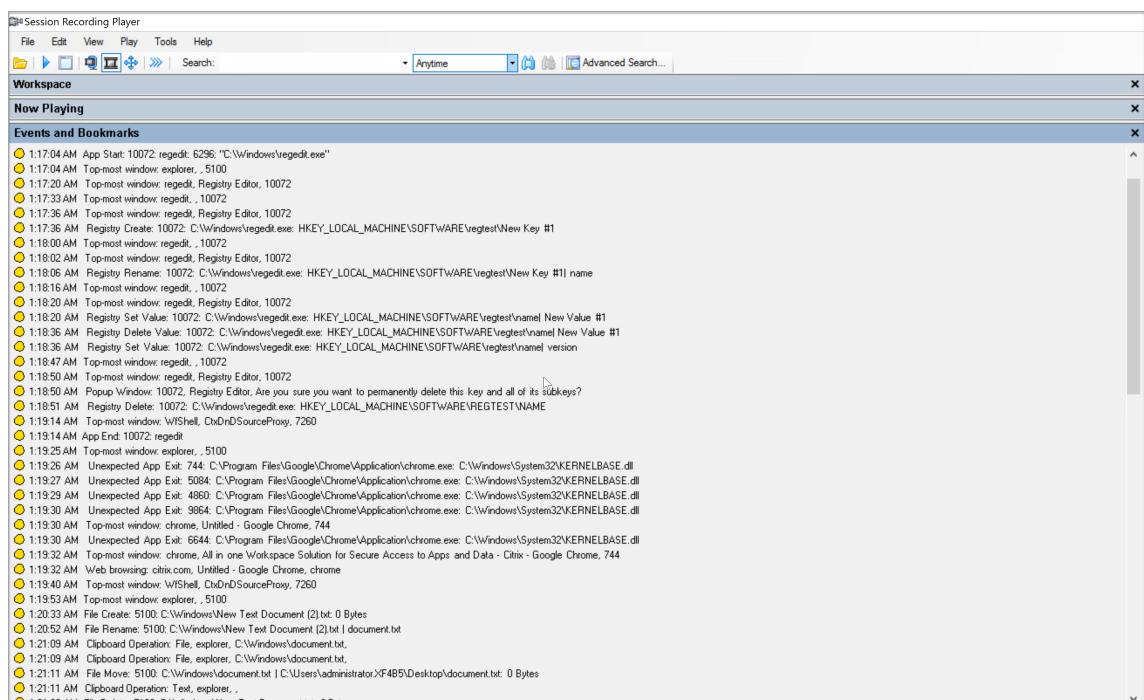 Session Recording Player
File Edit View Play Tools Help
Search: Anytime Advanced Search...
Workspace
Now Playing
Events and Bookmarks
1:17:04 AM App Start: 10072: regedit: 6296: "C:\Windows\regedit.exe"
1:17:04 AM Top-most window: explorer, , 5100
1:17:20 AM Top-most window: regedit, Registry Editor, 10072
1:17:33 AM Top-most window: regedit, , 10072
1:17:36 AM Top-most window: regedit, Registry Editor, 10072
1:17:36 AM Registry Create: 10072: C:\Windows\regedit.exe: HKEY_LOCAL_MACHINE\SOFTWARE\regtest\New Key #1
1:18:00 AM Top-most window: regedit, , 10072
1:18:02 AM Top-most window: regedit, Registry Editor, 10072
1:18:06 AM Registry Rename: 10072: C:\Windows\regedit.exe: HKEY_LOCAL_MACHINE\SOFTWARE\regtest\New Key #1| name
1:18:16 AM Top-most window: regedit, , 10072
1:18:20 AM Top-most window: regedit, Registry Editor, 10072
1:18:20 AM Registry Set Value: 10072: C:\Windows\regedit.exe: HKEY_LOCAL_MACHINE\SOFTWARE\regtest\name| New Value #1
1:18:36 AM Registry Delete Value: 10072: C:\Windows\regedit.exe: HKEY_LOCAL_MACHINE\SOFTWARE\regtest\name| New Value #1
1:18:36 AM Registry Set Value: 10072: C:\Windows\regedit.exe: HKEY_LOCAL_MACHINE\SOFTWARE\regtest\name| version
1:18:47 AM Top-most window: regedit, , 10072
1:18:50 AM Top-most window: regedit, Registry Editor, 10072
1:18:50 AM Popup Window: 10072, Registry Editor, Are you sure you want to permanently delete this key and all of its subkeys?
1:18:51 AM Registry Delete: 10072: C:\Windows\regedit.exe: HKEY_LOCAL_MACHINE\SOFTWARE\REGTEST\NAME
1:19:14 AM Top-most window: WfShell, CtxDnDSourceProxy, 7260
1:19:14 AM App End: 10072: regedit
1:19:25 AM Top-most window: explorer, , 5100
1:19:26 AM Unexpected App Exit: 744: C:\Program Files\Google\Chrome\Application\chrome.exe: C:\Windows\System32\KERNELBASE.dll
1:19:27 AM Unexpected App Exit: 5084: C:\Program Files\Google\Chrome\Application\chrome.exe: C:\Windows\System32\KERNELBASE.dll
1:19:29 AM Unexpected App Exit: 4860: C:\Program Files\Google\Chrome\Application\chrome.exe: C:\Windows\System32\KERNELBASE.dll
1:19:30 AM Unexpected App Exit: 9864: C:\Program Files\Google\Chrome\Application\chrome.exe: C:\Windows\System32\KERNELBASE.dll
1:19:30 AM Top-most window: chrome, Untitled - Google Chrome, 744
1:19:30 AM Unexpected App Exit: 6644: C:\Program Files\Google\Chrome\Application\chrome.exe: C:\Windows\System32\KERNELBASE.dll
1:19:32 AM Top-most window: chrome, All in one Workspace Solution for Secure Access to Apps and Data - Citrix - Google Chrome, 744
1:19:32 AM Web browsing: citrix.com, Untitled - Google Chrome, chrome
1:19:40 AM Top-most window: WfShell, CtxDnDSourceProxy, 7260
1:19:53 AM Top-most window: explorer, , 5100
1:20:33 AM File Create: 5100: C:\Windows\New Text Document (2).txt: 0 Bytes
1:20:52 AM File Rename: 5100: C:\Windows\New Text Document (2).txt | document.txt
1:21:09 AM Clipboard Operation: File, explorer, C:\Windows\document.txt,
1:21:09 AM Clipboard Operation: File, explorer, C:\Windows\document.txt,
1:21:11 AM File Move: 5100: C:\Windows\document.txt | C:\Users\administrator.XF4B5\Desktop\document.txt: 0 Bytes
1:21:11 AM Clipboard Operation: Text, explorer, ,